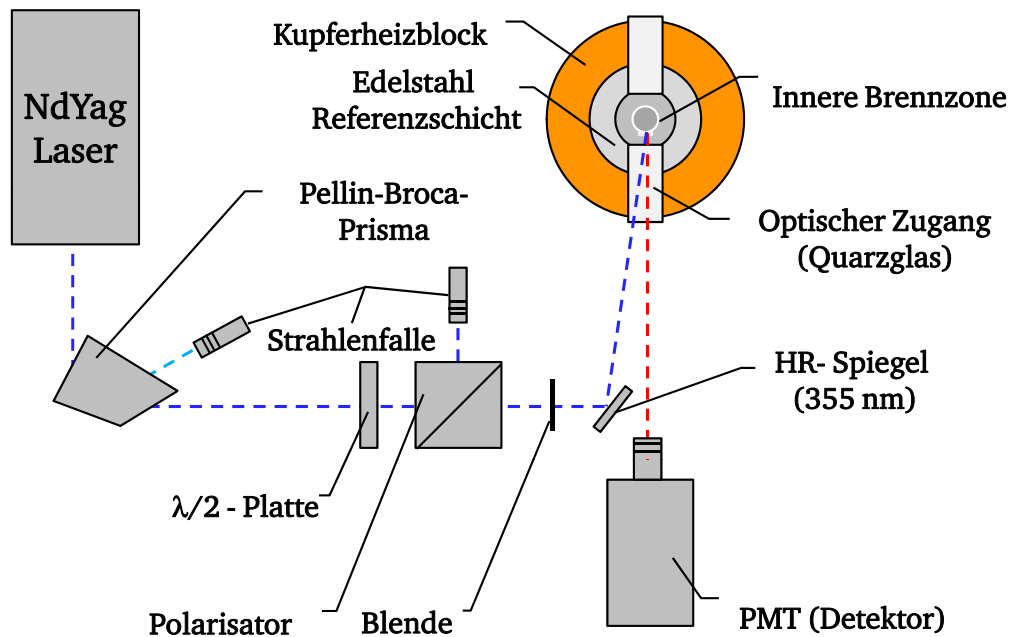 NdYag
Laser
Kupferheizblock
Edelstahl
Referenzschicht
Innere Brennzone
Pellin-Broca-
Prisma
Optischer Zugang
(Quarzglas)
Strahlenfalle
HR- Spiegel
(355 nm)
λ/2 - Platte
Polarisator
Blende
PMT (Detektor)